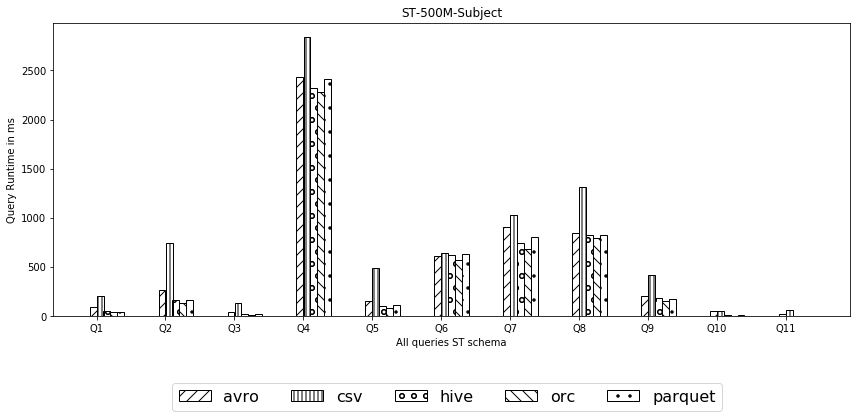 ST-500M-Subject
Query Runtime in ms
2500
2000
1500
1000
500
0
Q1 Q2 Q3 Q4 Q5 Q6 Q7 Q8 Q9 Q10 Q11
All queries ST schema
avro csv hive orc parquet